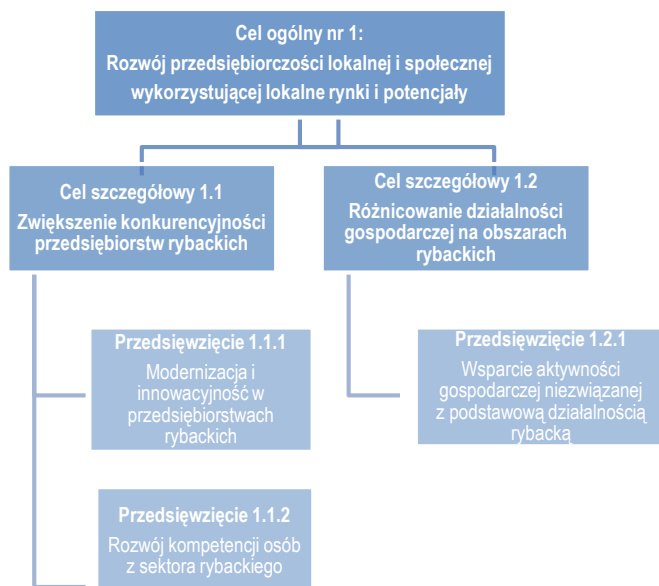 Cel ogólny nr 1:
Rozwój przedsiębiorczości lokalnej i społecznej
wykorzystującej lokalne rynki i potencjały
Cel szczegółowy 1.1
Zwiększenie konkurencyjności
przedsiębiorstw rybackich
Cel szczegółowy 1.2
Różnicowanie działalności
gospodarczej na obszarach
rybackich
Przedsięwzięcie 1.1.1
Modernizacja i
innowacyjność w
przedsiębiorstwach
rybackich
Przedsięwzięcie 1.2.1
Wsparcie aktywności
gospodarczej niezwiązanej
z podstawową działalnością
rybacką
Przedsięwzięcie 1.1.2
Rozwój kompetencji osób
z sektora rybackiego